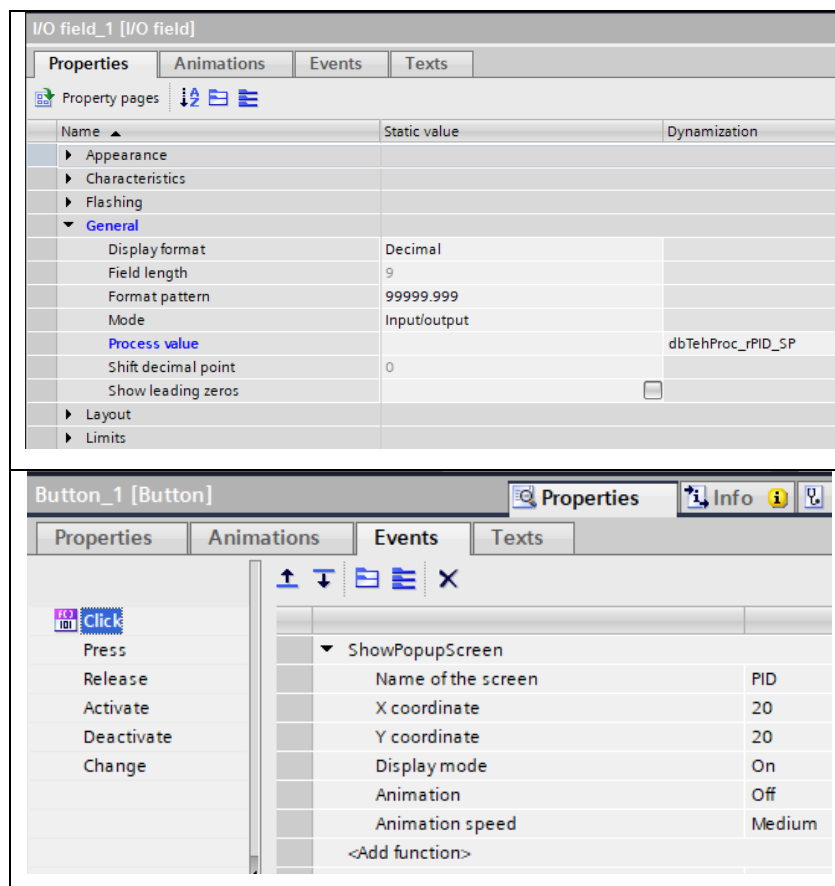 I/O field_1 [I/O field]
Properties Animations Events Texts
Property pages
Name Static value Dynamization
Appearance
Characteristics
Flashing
General
Display format Decimal
Field length 9
Format pattern 99999.999
Mode Input/output
Process value dbTehProc_rPID_SP
Shift decimal point 0
Show leading zeros
Layout
Limits
Button_1 [Button] Properties Info
Properties Animations Events Texts
Click
Press ShowPopupScreen
Release Name of the screen PID
Activate X coordinate 20
Deactivate Y coordinate 20
Change Display mode On
Animation Off
Animation speed Medium
<Add function>